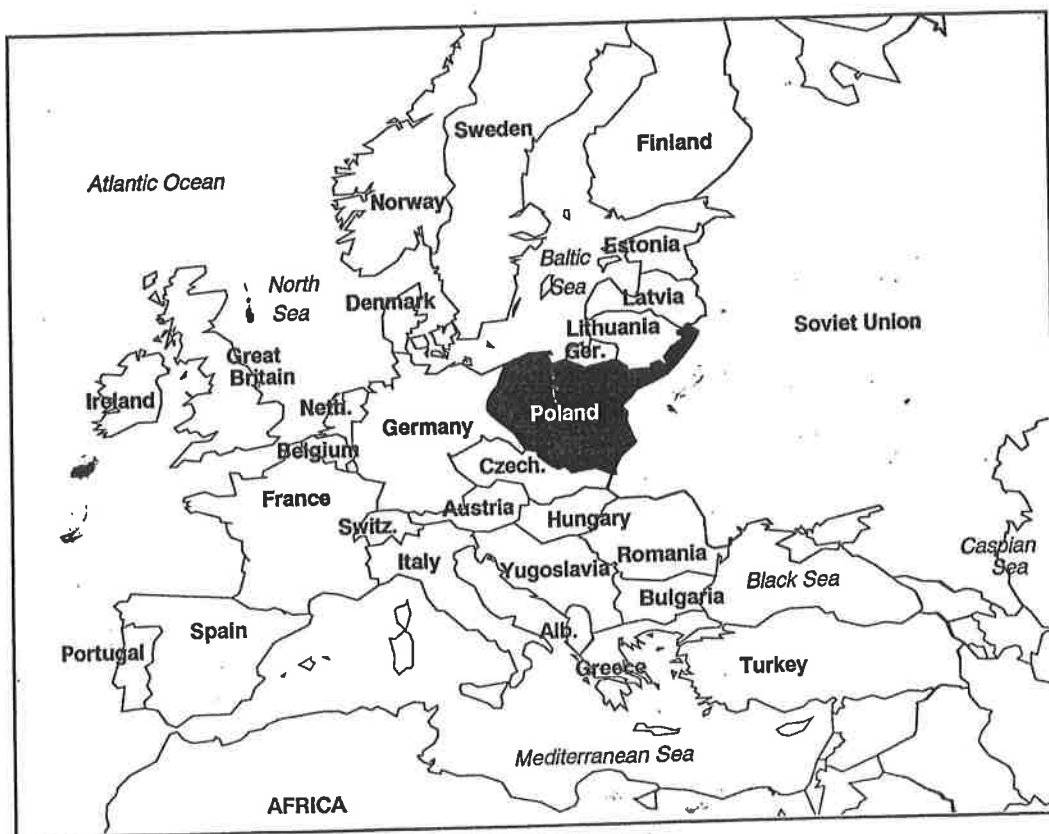 Sweden
Finland
Atlantic Ocean
Norway
Estonia
Baltic
Sea
North
Sea
Denmark
Latvia
Lithuania
Soviet Union
Ger.
Great
Britain
Ireland
Neth.
Poland
Germany
Belgium
Czech.
France
Austria
Hungary
Switz.
Italy
Romania
Caspian
Sea
Yugoslavia
Black Sea
Bulgaria
Spain
Portugal
Alb.
Greece
Turkey
Mediterranean Sea
AFRICA